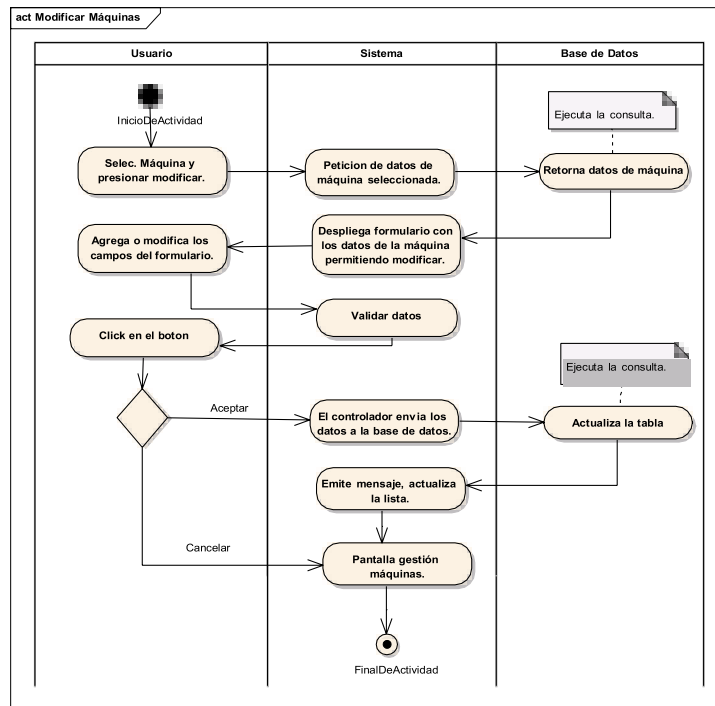 act Modificar Máquinas
Usuario
Sistema
Base de Datos
InicioDeActividad
Ejecuta la consulta.
Selec. Máquina y
presionar modificar.
Peticion de datos de
máquina seleccionada.
Retorna datos de máquina
Despliega formulario con
los datos de la máquina
permitiendo modificar.
Agrega o modifica los
campos del formulario.
Validar datos
Click en el boton
Ejecuta la consulta.
Aceptar
El controlador envia los
datos a la base de datos.
Actualiza la tabla
Emite mensaje, actualiza
la lista.
Cancelar
Pantalla gestión
máquinas.
FinalDeActividad